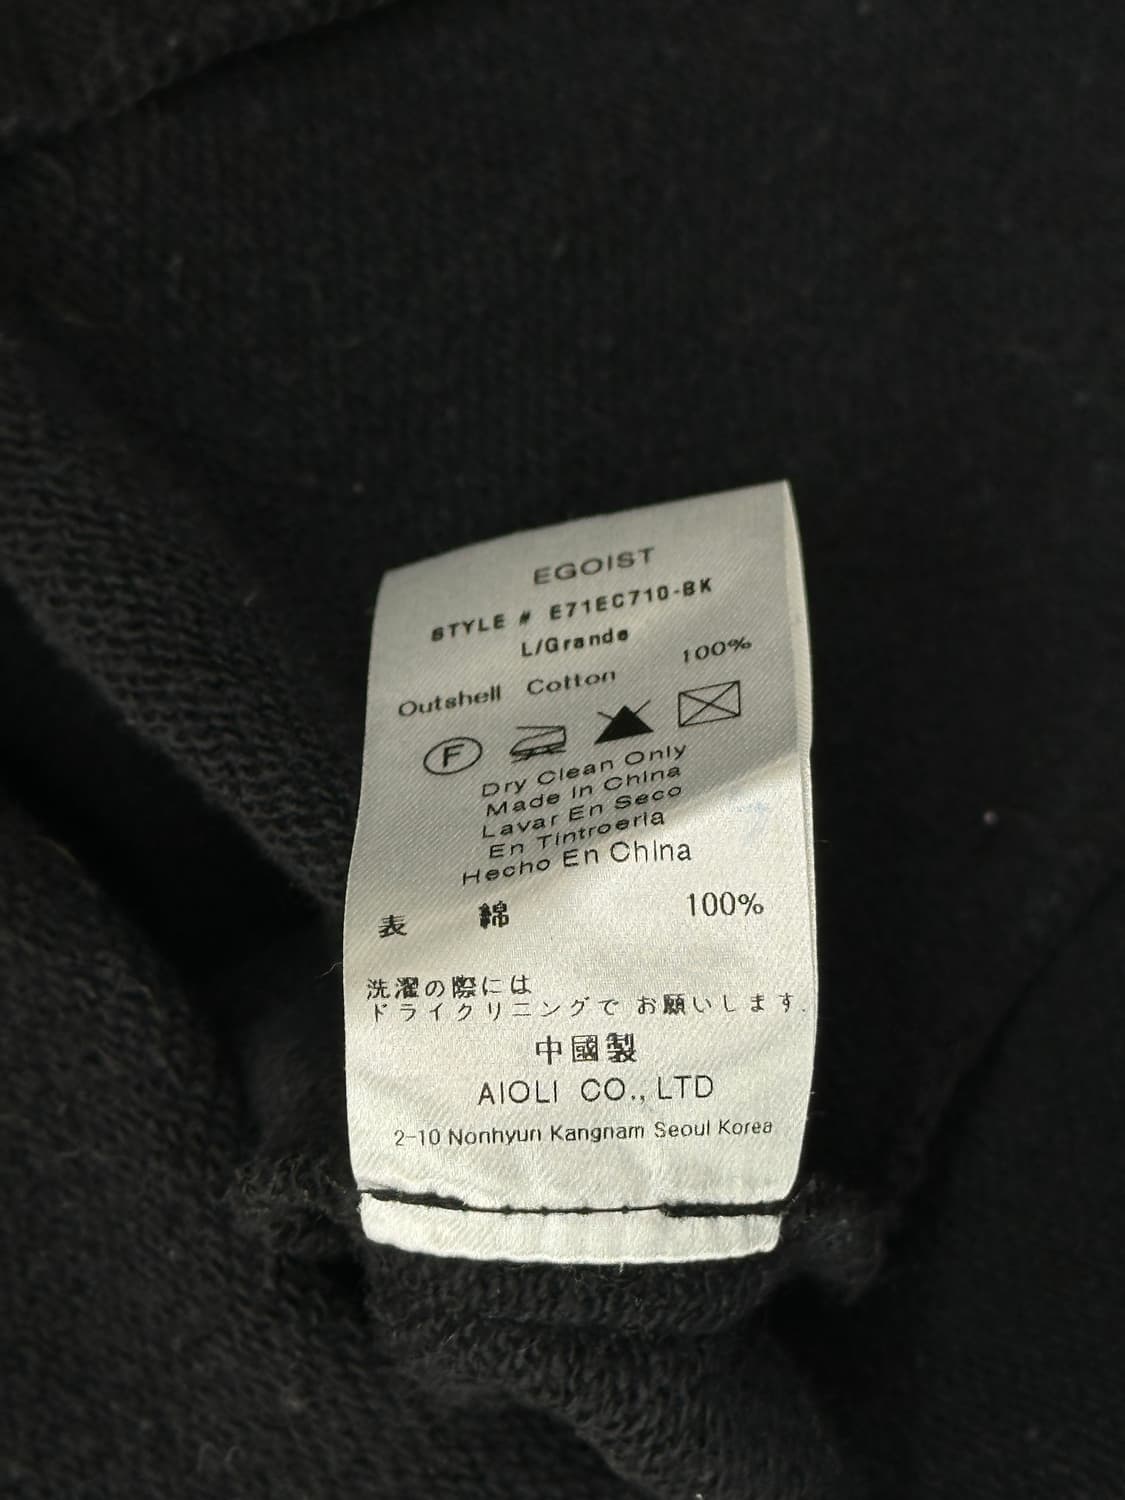 EGOIST
STYLE # E71EC710-BK
L/Grande
Outshell Cotton 100%
F
Dry Clean Only
Made In China
Lavar En Seco
En Tintroeria
Hecho En China
表 綿 100%
洗濯の際には
ドライクリニングで お願いします.
中國製
AIOLI CO., LTD
2-10 Nonhyun Kangnam Seoul Korea